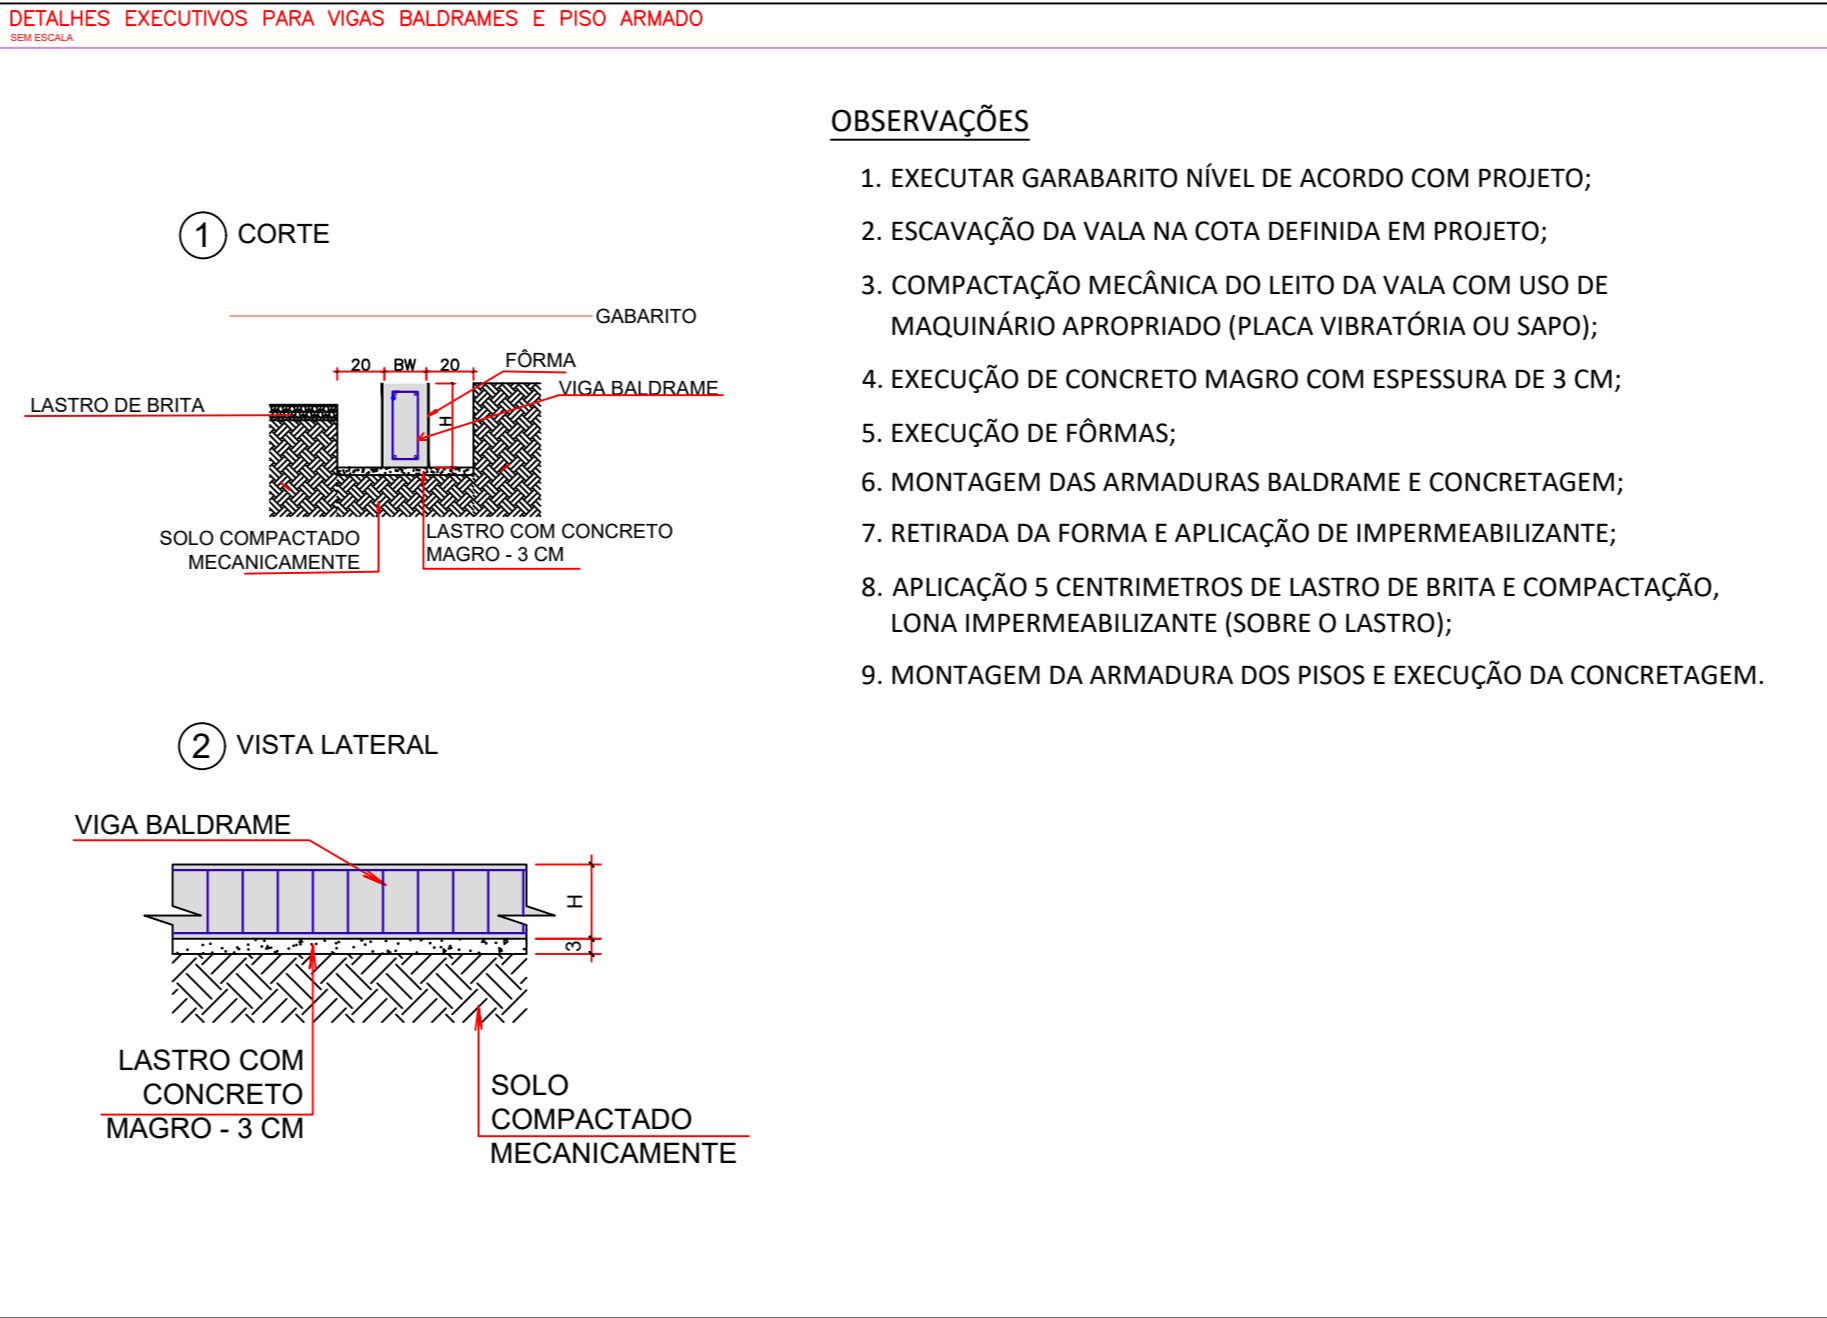 DETALHES EXECUTIVOS PARA VIGAS BALDRAMES E PISO ARMADO
SEM ESCALA
1 CORTE
GABARITO
20 BW 20
FÔRMA
VIGA BALDRAME
LASTRO DE BRITA
H
SOLO COMPACTADO
MECANICAMENTE
LASTRO COM CONCRETO
MAGRO - 3 CM
2 VISTA LATERAL
VIGA BALDRAME
H
3
LASTRO COM
CONCRETO
MAGRO - 3 CM
SOLO
COMPACTADO
MECANICAMENTE
OBSERVAÇÕES
1. EXECUTAR GARABARITO NÍVEL DE ACORDO COM PROJETO;
2. ESCAVAÇÃO DA VALA NA COTA DEFINIDA EM PROJETO;
3. COMPACTAÇÃO MECÂNICA DO LEITO DA VALA COM USO DE
MAQUINÁRIO APROPRIADO (PLACA VIBRATÓRIA OU SAPO);
4. EXECUÇÃO DE CONCRETO MAGRO COM ESPESSURA DE 3 CM;
5. EXECUÇÃO DE FÔRMAS;
6. MONTAGEM DAS ARMADURAS BALDRAME E CONCRETAGEM;
7. RETIRADA DA FORMA E APLICAÇÃO DE IMPERMEABILIZANTE;
8. APLICAÇÃO 5 CENTRIMETROS DE LASTRO DE BRITA E COMPACTAÇÃO,
LONA IMPERMEABILIZANTE (SOBRE O LASTRO);
9. MONTAGEM DA ARMADURA DOS PISOS E EXECUÇÃO DA CONCRETAGEM.